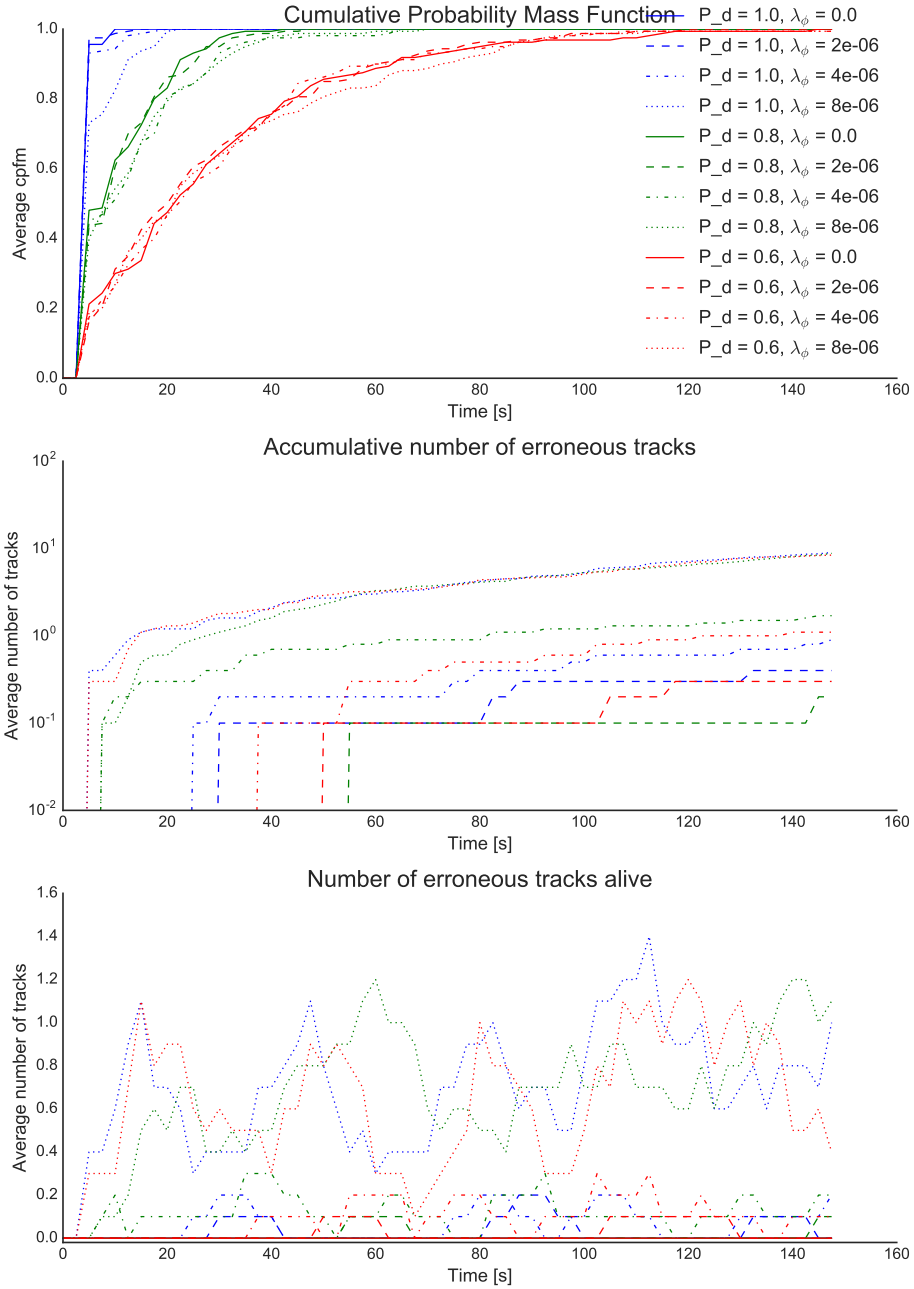 Cumulative Probability Mass Function
P_d = 1.0, λ_ϕ = 0.0
P_d = 1.0, λ_ϕ = 2e-06
P_d = 1.0, λ_ϕ = 4e-06
P_d = 1.0, λ_ϕ = 8e-06
P_d = 0.8, λ_ϕ = 0.0
P_d = 0.8, λ_ϕ = 2e-06
P_d = 0.8, λ_ϕ = 4e-06
P_d = 0.8, λ_ϕ = 8e-06
P_d = 0.6, λ_ϕ = 0.0
P_d = 0.6, λ_ϕ = 2e-06
P_d = 0.6, λ_ϕ = 4e-06
P_d = 0.6, λ_ϕ = 8e-06
Average cpfm
1.0
0.8
0.6
0.4
0.2
0.0
0 20 40 60 80 100 120 140 160
Time [s]
Accumulative number of erroneous tracks
Average number of tracks
10^2
10^1
10^0
10^-1
10^-2
0 20 40 60 80 100 120 140 160
Time [s]
Number of erroneous tracks alive
Average number of tracks
1.6
1.4
1.2
1.0
0.8
0.6
0.4
0.2
0.0
0 20 40 60 80 100 120 140 160
Time [s]